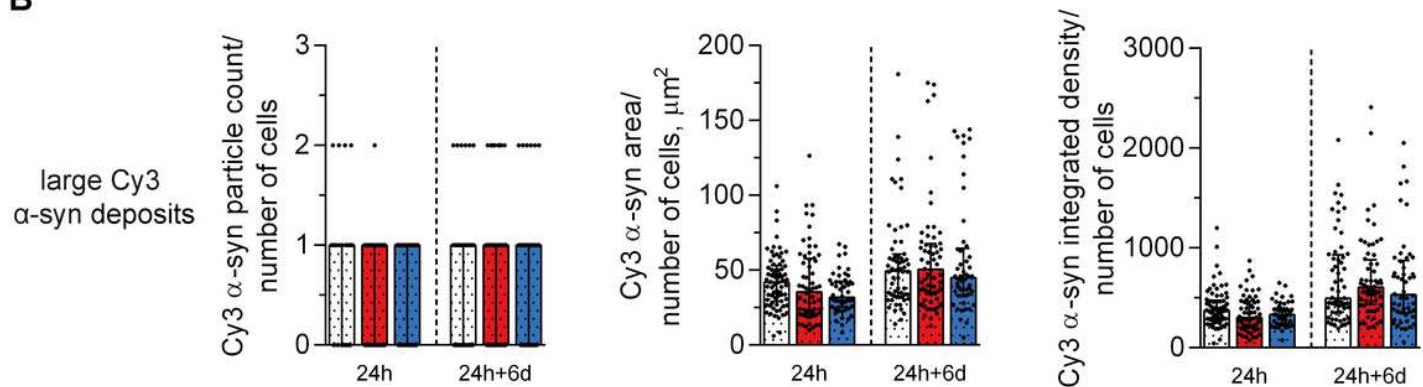 B
large Cy3
α-syn deposits
Cy3 α-syn particle count/
number of cells
3
2
1
0
24h
24h+6d
Cy3 α-syn area/
number of cells, μm²
200
150
100
50
0
24h
24h+6d
Cy3 α-syn integrated density/
number of cells
3000
2000
1000
0
24h
24h+6d